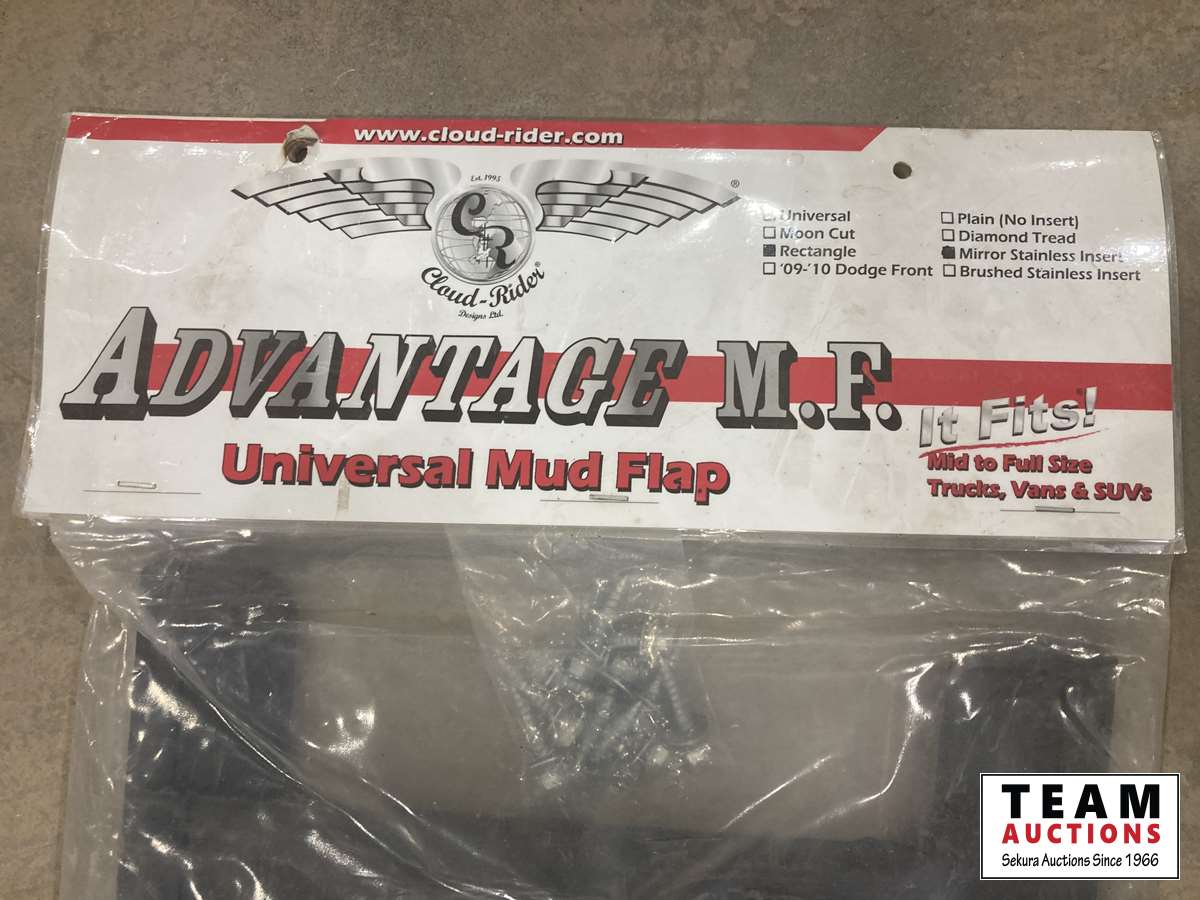 www.cloud-rider.com
Est. 1995
®
C&R
Cloud-Rider®
Designs Ltd.
Universal
Moon Cut
Rectangle
'09-'10 Dodge Front
Plain (No Insert)
Diamond Tread
Mirror Stainless Insert
Brushed Stainless Insert
ADVANTAGE M.F.
Universal Mud Flap
It Fits!
Mid to Full Size
Trucks, Vans & SUVs
TEAM
AUCTIONS
Sekura Auctions Since 1966